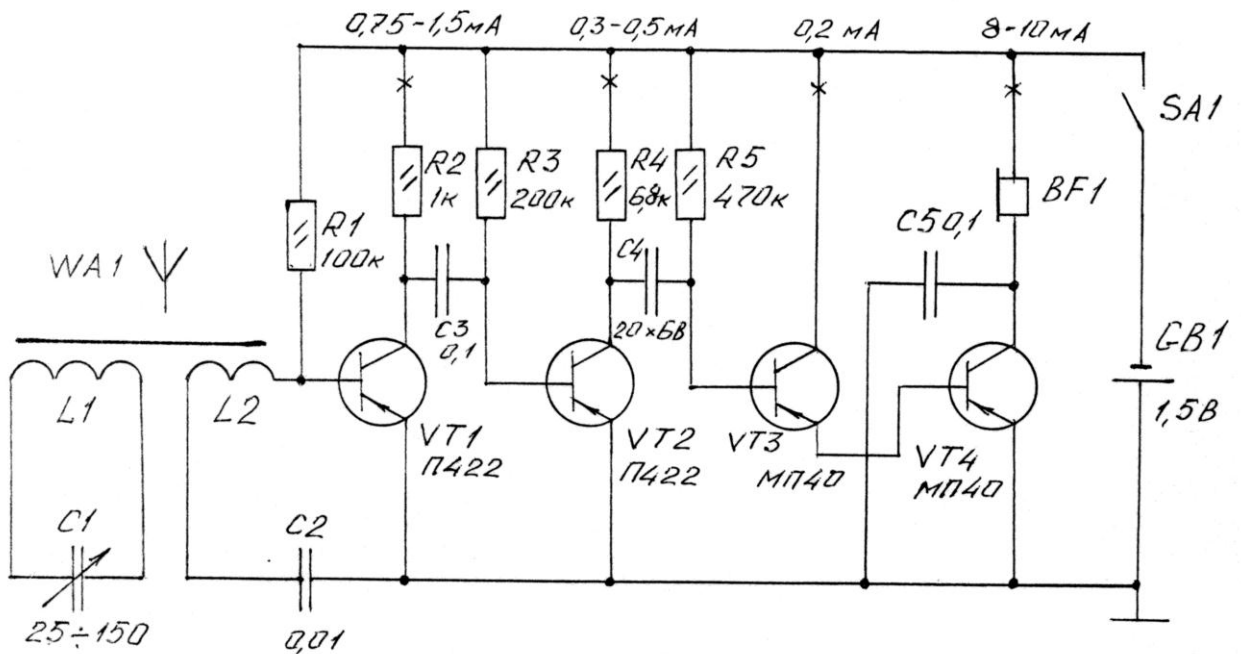 0,75-1,5мА
0,3-0,5мА
0,2 мА
8-10мА
SA1
R2
1к
R3
200к
R4
6,8к
R5
470к
BF1
R1
100к
C5 0,1
WA1
C4
C3
0,1
20×6В
GB1
1,5В
L1
L2
VT1
П422
VT2
П422
VT3
МП40
VT4
МП40
C1
C2
25÷150
0,01